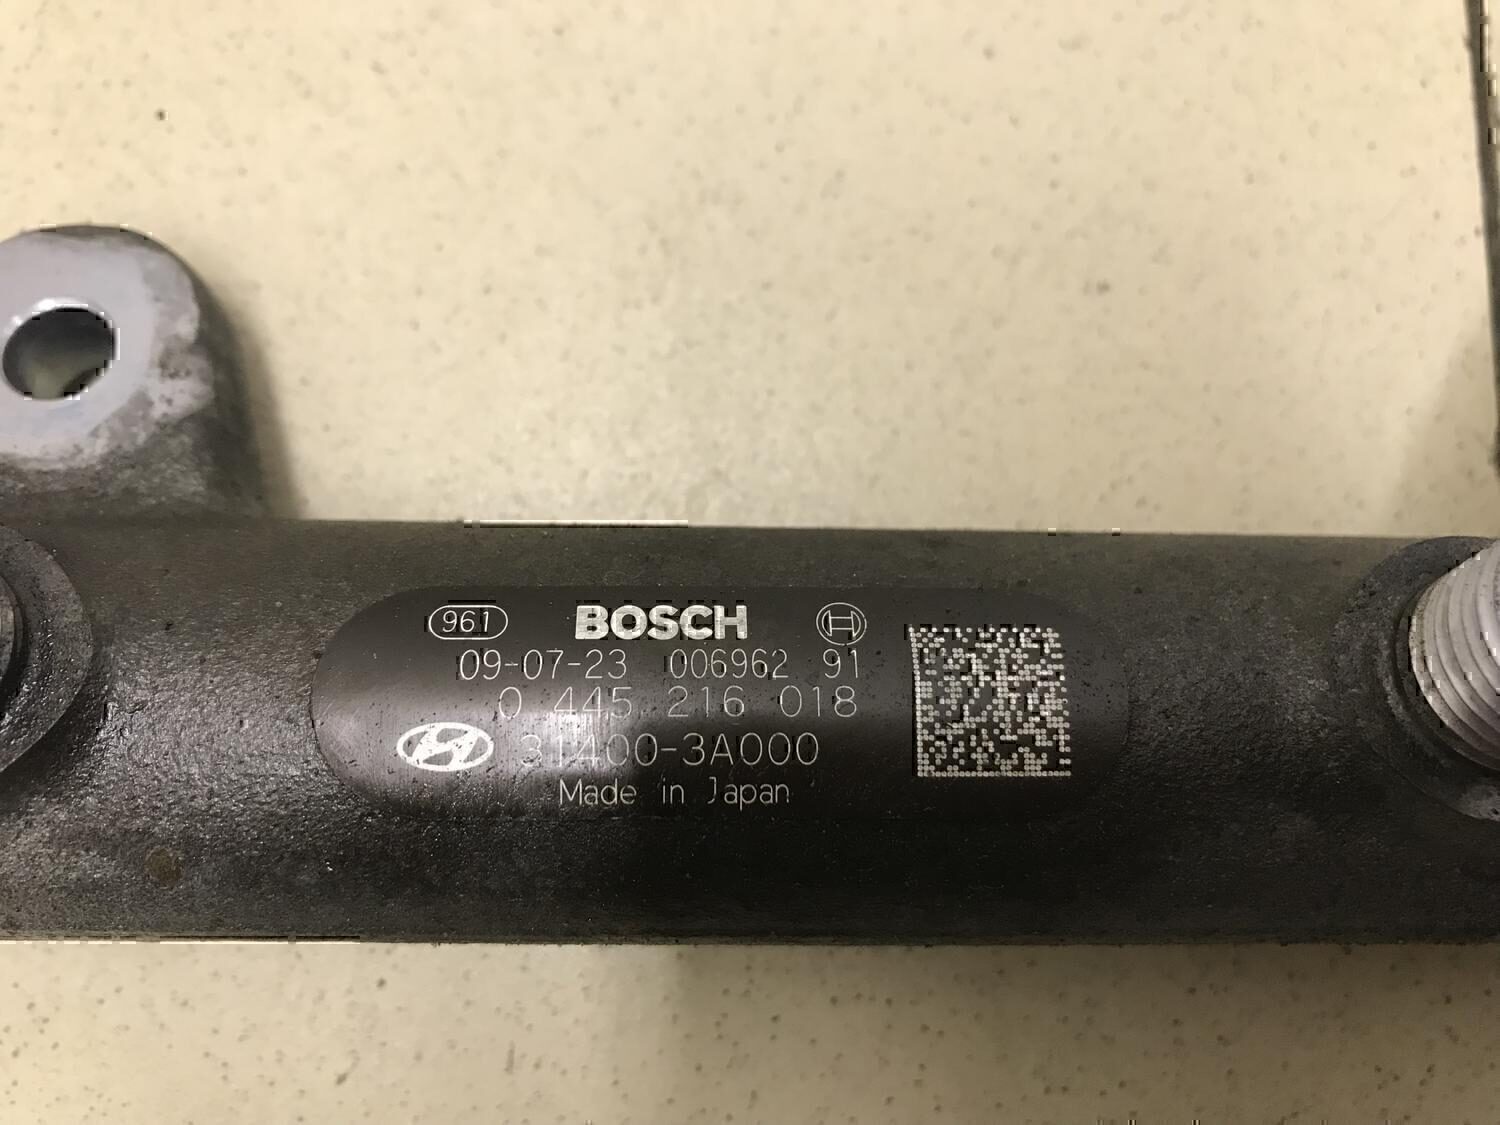 961 BOSCH
09-07-23 006962 91
0 445 216 018
31400-3A000
Made in Japan